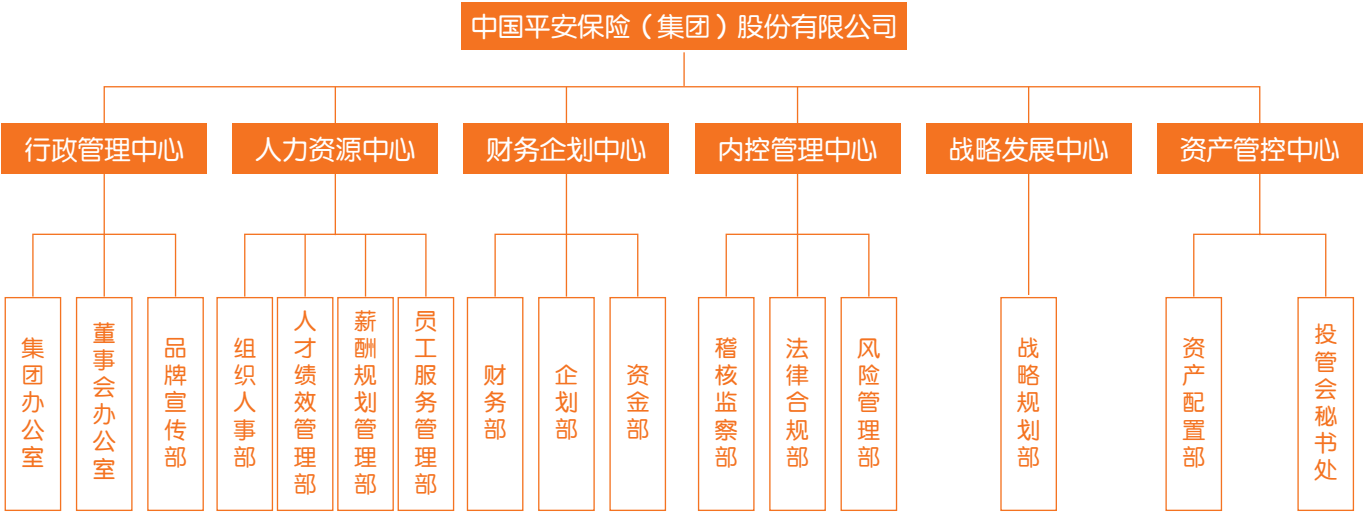 中国平安保险（集团）股份有限公司
行政管理中心
人力资源中心
财务企划中心
内控管理中心
战略发展中心
资产管控中心
集团办公室
董事会办公室
品牌宣传部
组织人事部
人才绩效管理部
薪酬规划管理部
员工服务管理部
财务部
企划部
资金部
稽核监察部
法律合规部
风险管理部
战略规划部
资产配置部
投管会秘书处